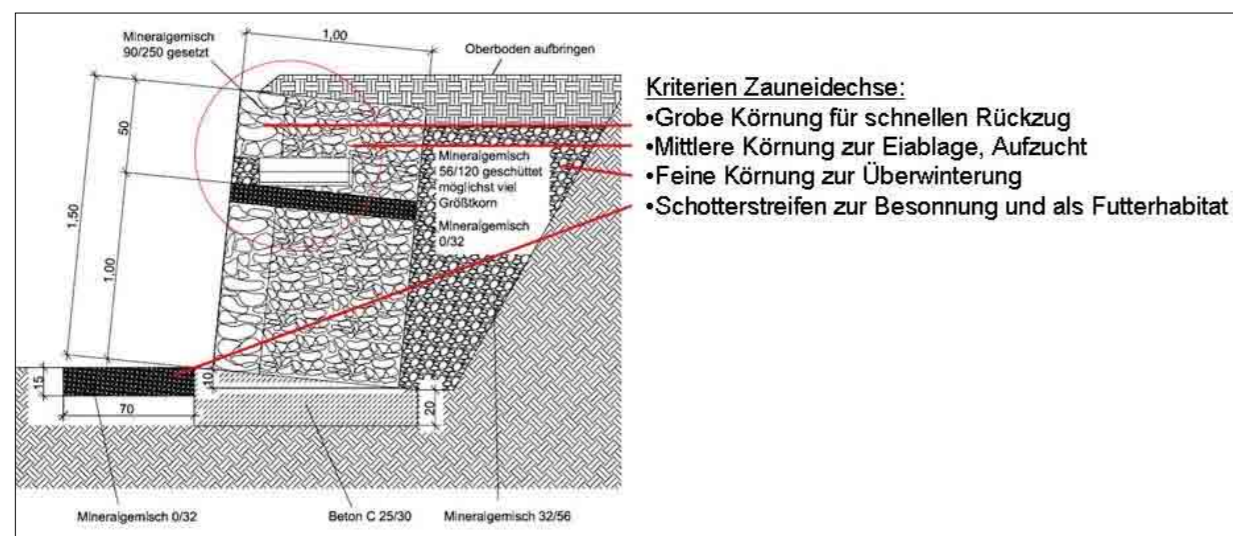 Mineralgemisch
90/250 gesetzt
1,00
Oberboden aufbringen
Kriterien Zauneidechse:
•Grobe Körnung für schnellen Rückzug
•Mittlere Körnung zur Eiablage, Aufzucht
•Feine Körnung zur Überwinterung
•Schotterstreifen zur Besonnung und als Futterhabitat
50
1,50
1,00
Mineralgemisch
56/120 geschüttet
möglichst viel
Größtkorn
Mineralgemisch
0/32
15
70
10
20
Mineralgemisch 0/32
Beton C 25/30
Mineralgemisch 32/56